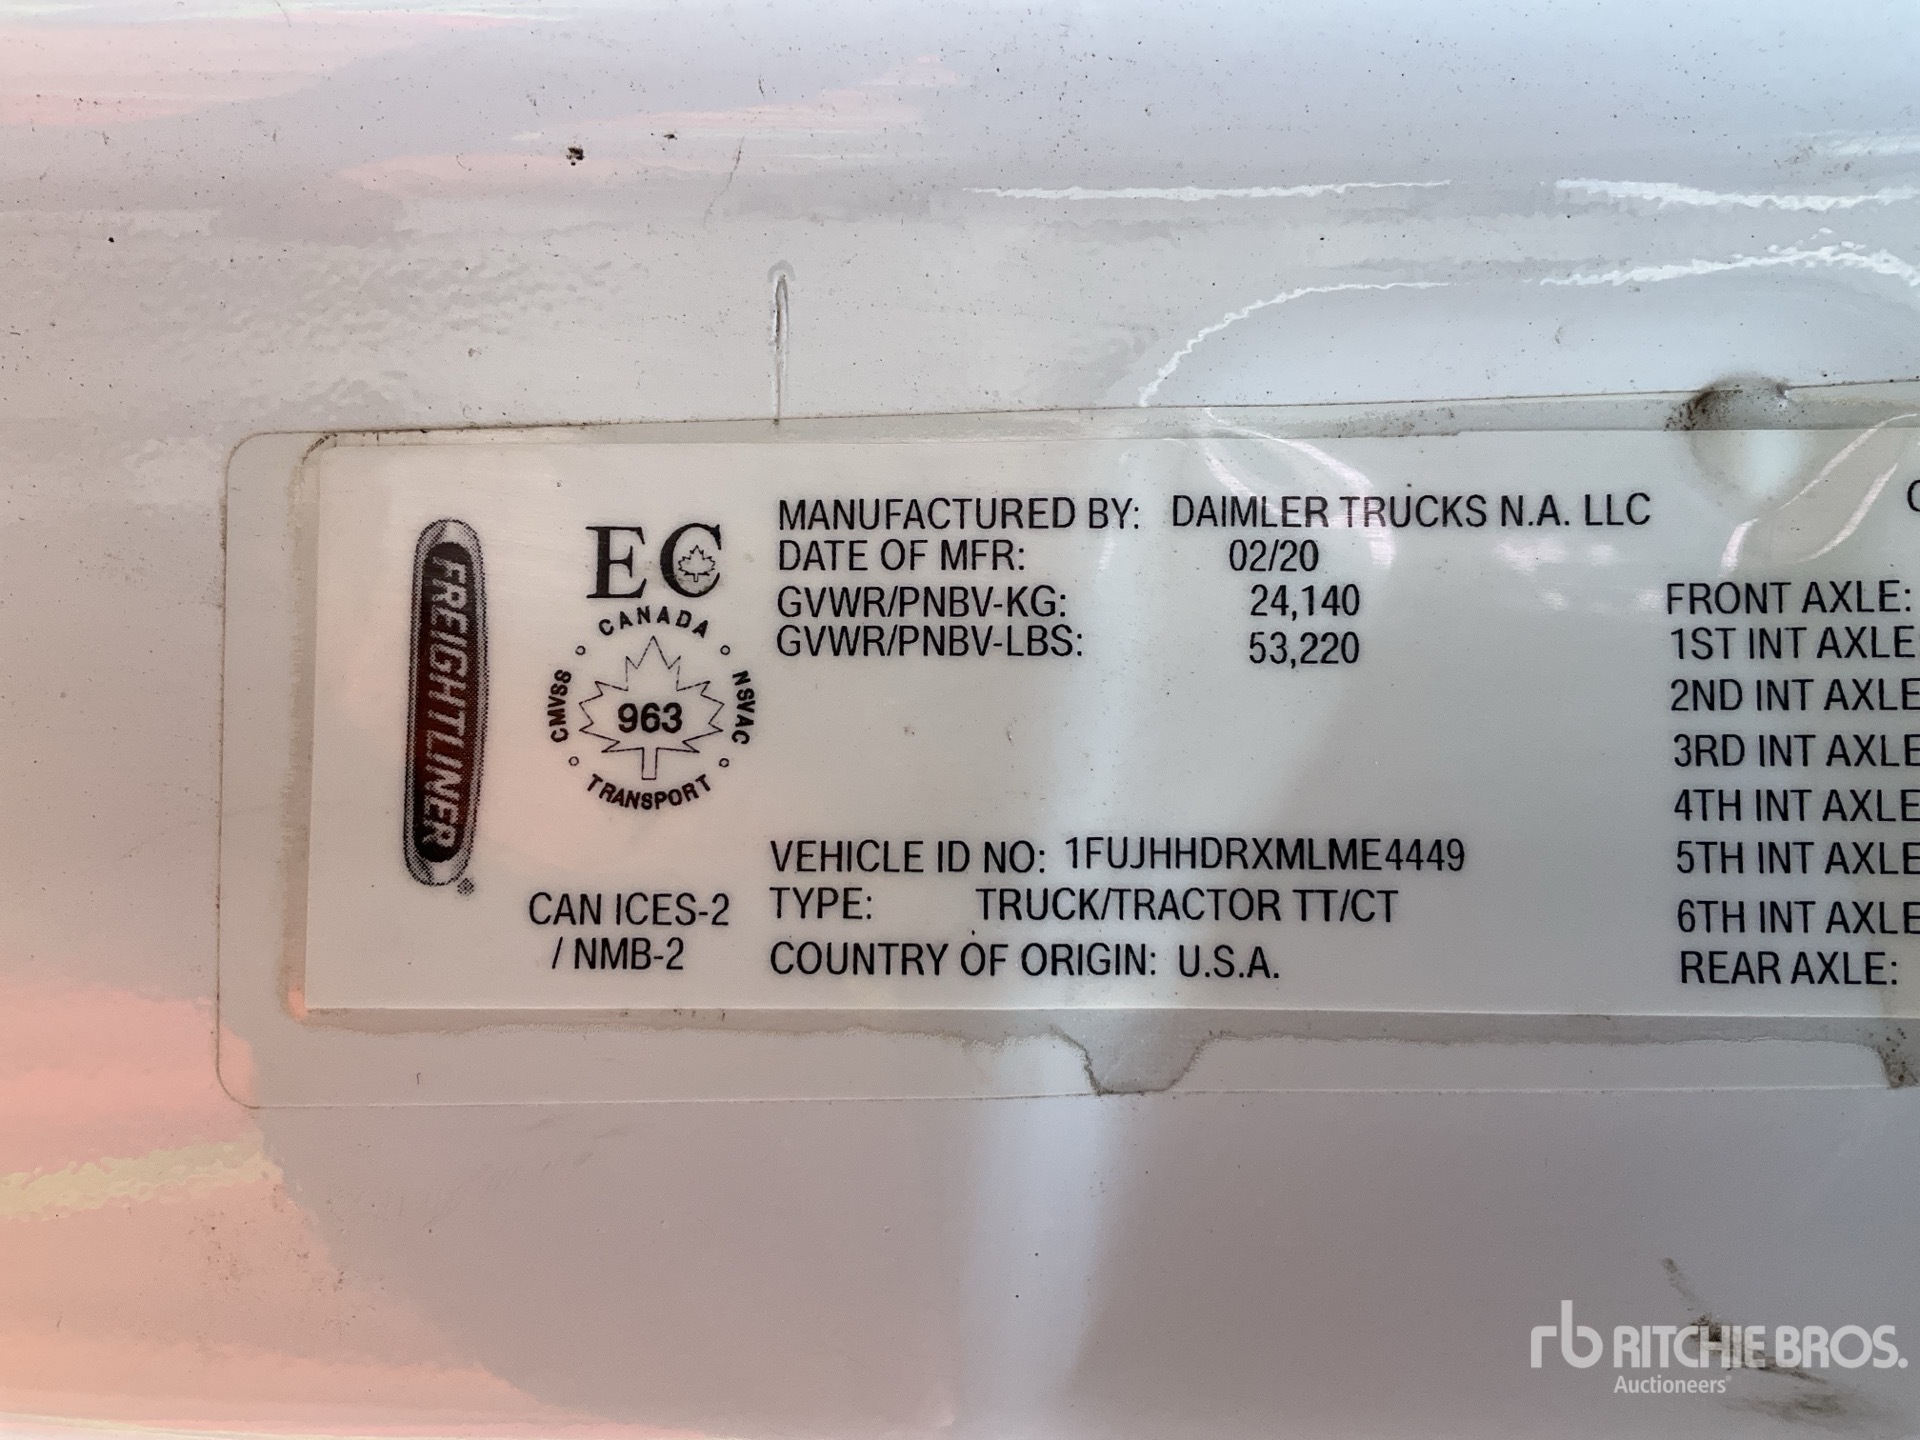 FREIGHTLINER
®
EC
CANADA
CMVSS
NSVAC
963
TRANSPORT
CAN ICES-2
/ NMB-2
MANUFACTURED BY: DAIMLER TRUCKS N.A. LLC
DATE OF MFR: 02/20
GVWR/PNBV-KG: 24,140
GVWR/PNBV-LBS: 53,220
VEHICLE ID NO: 1FUJHHDRXMLME4449
TYPE: TRUCK/TRACTOR TT/CT
COUNTRY OF ORIGIN: U.S.A.
FRONT AXLE:
1ST INT AXLE
2ND INT AXLE
3RD INT AXLE
4TH INT AXLE
5TH INT AXLE
6TH INT AXLE
REAR AXLE:
rb RITCHIE BROS.
Auctioneers